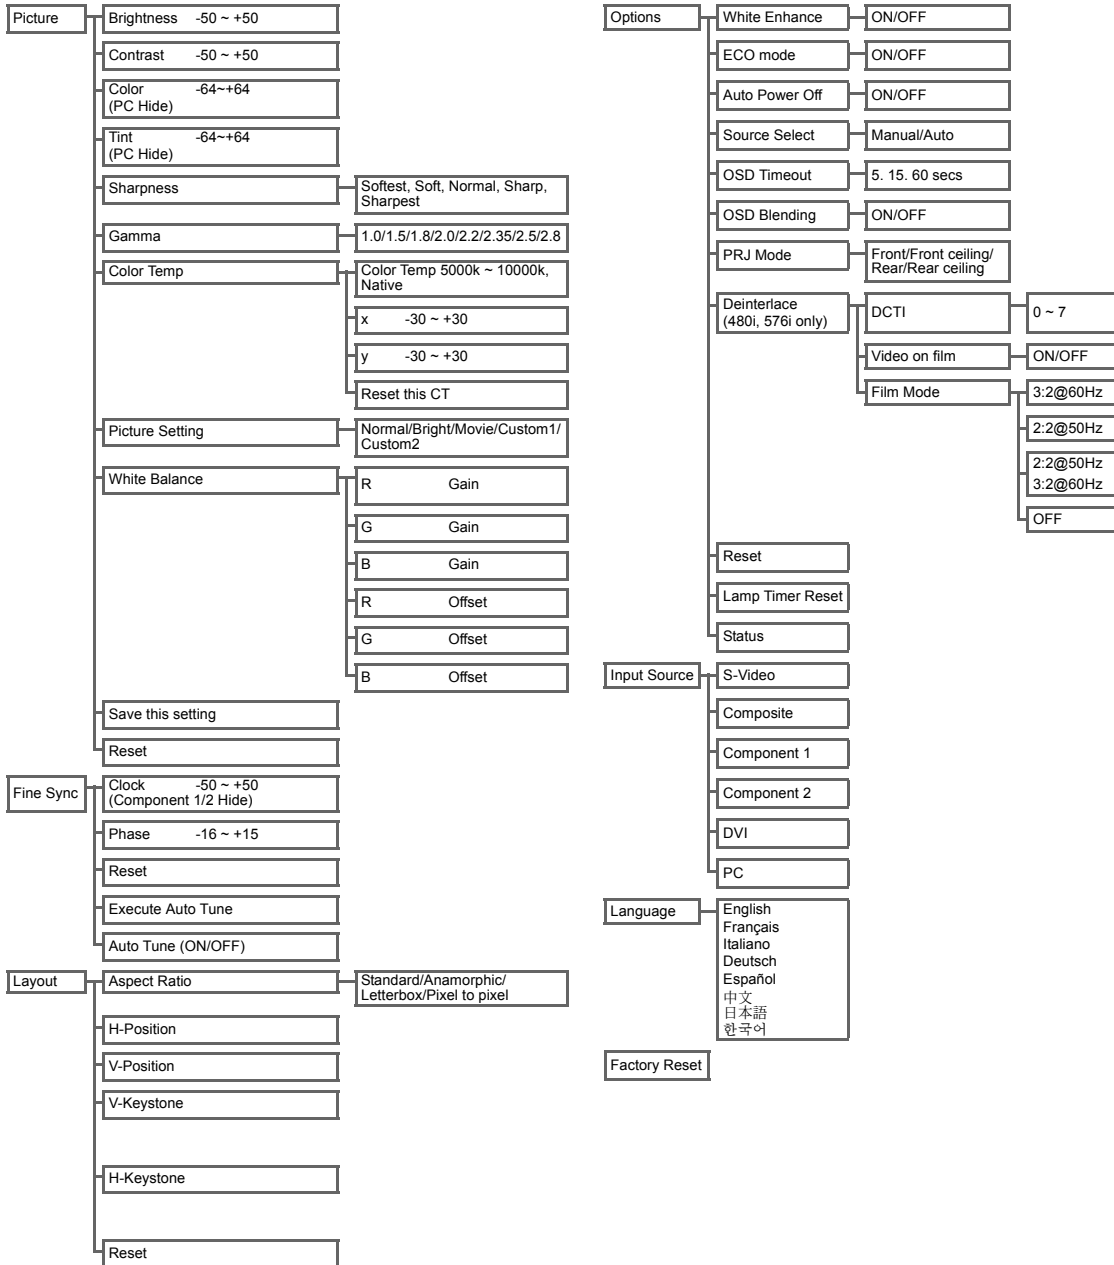 Picture
Brightness -50 ~ +50
Contrast -50 ~ +50
Color -64~+64
(PC Hide)
Tint -64~+64
(PC Hide)
Sharpness
Softest, Soft, Normal, Sharp,
Sharpest
Gamma
1.0/1.5/1.8/2.0/2.2/2.35/2.5/2.8
Color Temp
Color Temp 5000k ~ 10000k,
Native
x -30 ~ +30
y -30 ~ +30
Reset this CT
Picture Setting
Normal/Bright/Movie/Custom1/
Custom2
White Balance
R Gain
G Gain
B Gain
R Offset
G Offset
B Offset
Save this setting
Reset
Fine Sync
Clock -50 ~ +50
(Component 1/2 Hide)
Phase -16 ~ +15
Reset
Execute Auto Tune
Auto Tune (ON/OFF)
Layout
Aspect Ratio
Standard/Anamorphic/
Letterbox/Pixel to pixel
H-Position
V-Position
V-Keystone
H-Keystone
Reset
Options
White Enhance
ON/OFF
ECO mode
ON/OFF
Auto Power Off
ON/OFF
Source Select
Manual/Auto
OSD Timeout
5. 15. 60 secs
OSD Blending
ON/OFF
PRJ Mode
Front/Front ceiling/
Rear/Rear ceiling
Deinterlace
(480i, 576i only)
DCTI
0 ~ 7
Video on film
ON/OFF
Film Mode
3:2@60Hz
2:2@50Hz
2:2@50Hz
3:2@60Hz
OFF
Reset
Lamp Timer Reset
Status
Input Source
S-Video
Composite
Component 1
Component 2
DVI
PC
Language
English
Français
Italiano
Deutsch
Español
中文
日本語
한국어
Factory Reset